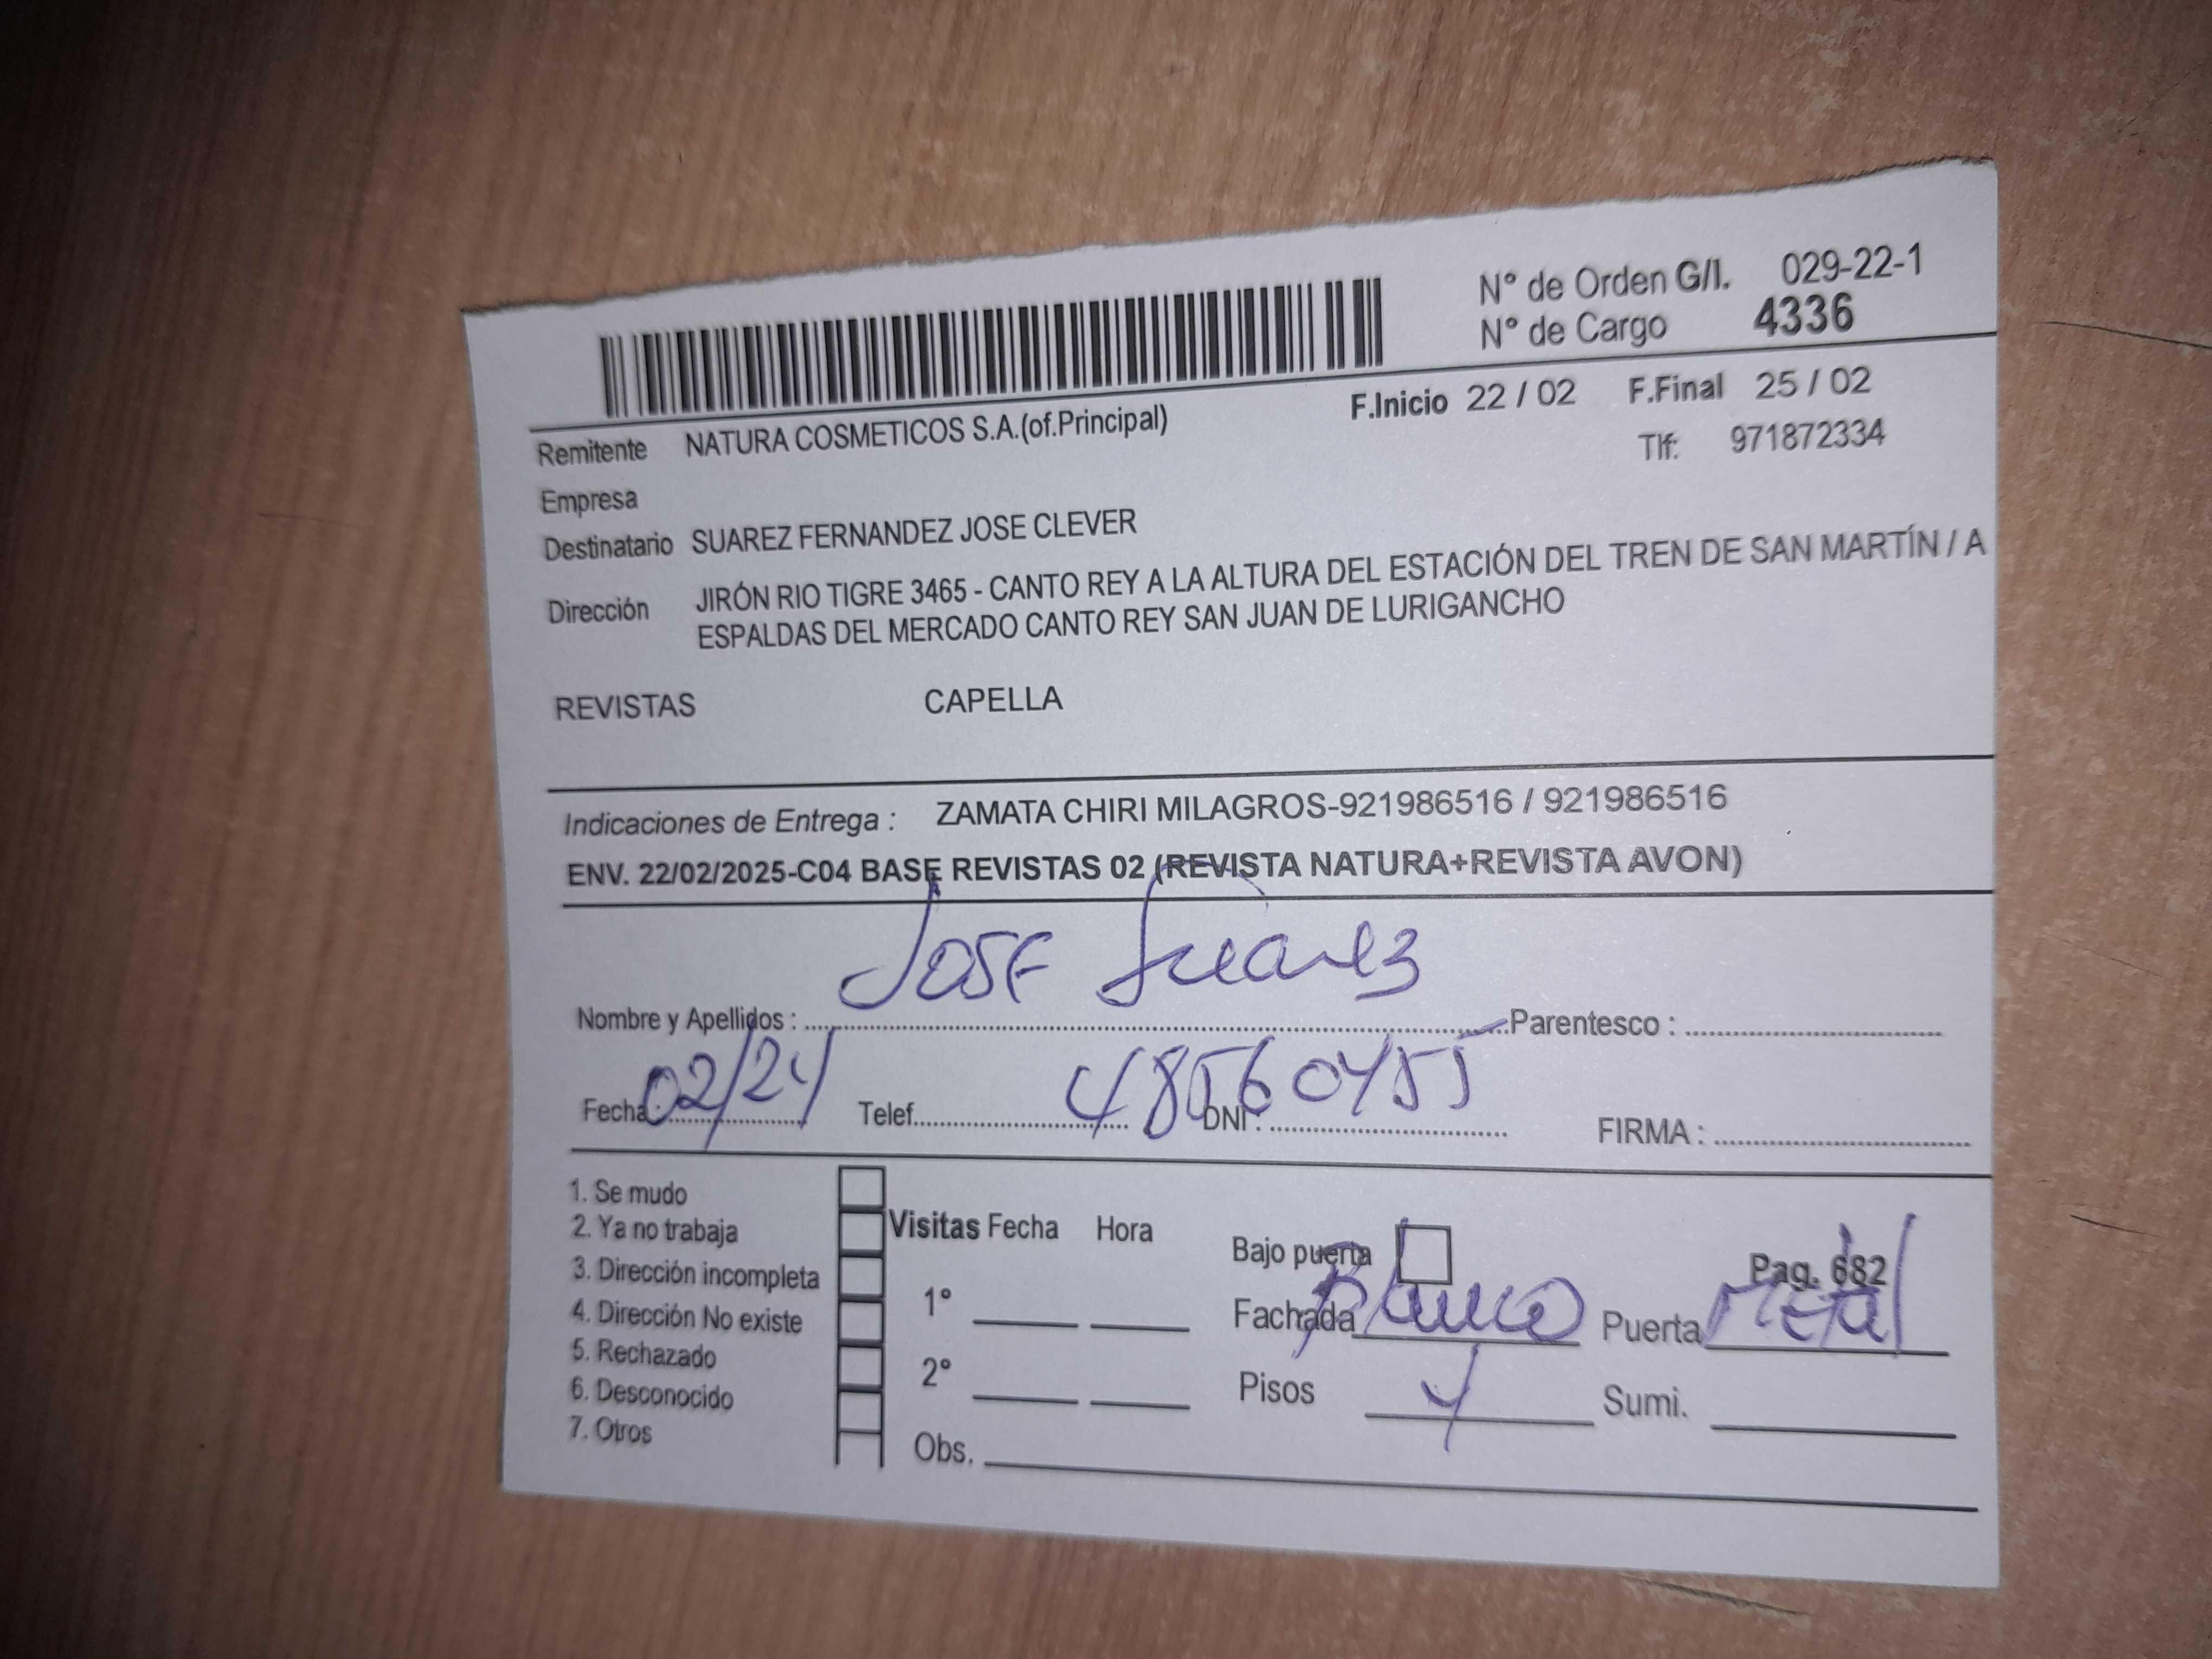 N° de Orden G/I. 029-22-1
N° de Cargo 4336
F.Inicio 22 / 02 F.Final 25 / 02
Remitente NATURA COSMETICOS S.A.(of.Principal)
Tlf: 971872334
Empresa
Destinatario SUAREZ FERNANDEZ JOSE CLEVER
Dirección JIRÓN RIO TIGRE 3465 - CANTO REY A LA ALTURA DEL ESTACIÓN DEL TREN DE SAN MARTÍN / A
ESPALDAS DEL MERCADO CANTO REY SAN JUAN DE LURIGANCHO
REVISTAS CAPELLA
Indicaciones de Entrega : ZAMATA CHIRI MILAGROS-921986516 / 921986516
ENV. 22/02/2025-C04 BASE REVISTAS 02 (REVISTA NATURA+REVISTA AVON)
Nombre y Apellidos : JOSE Suarez Parentesco :
Fecha : 02/24 Telef. DNI : 48560455 FIRMA :
1. Se mudo
2. Ya no trabaja
3. Dirección incompleta
4. Dirección No existe
5. Rechazado
6. Desconocido
7. Otros
Visitas Fecha Hora
1°
2°
Obs.
Bajo puerta Pag. 682
Fachada Blanco Puerta Metal
Pisos 4 Sumi.